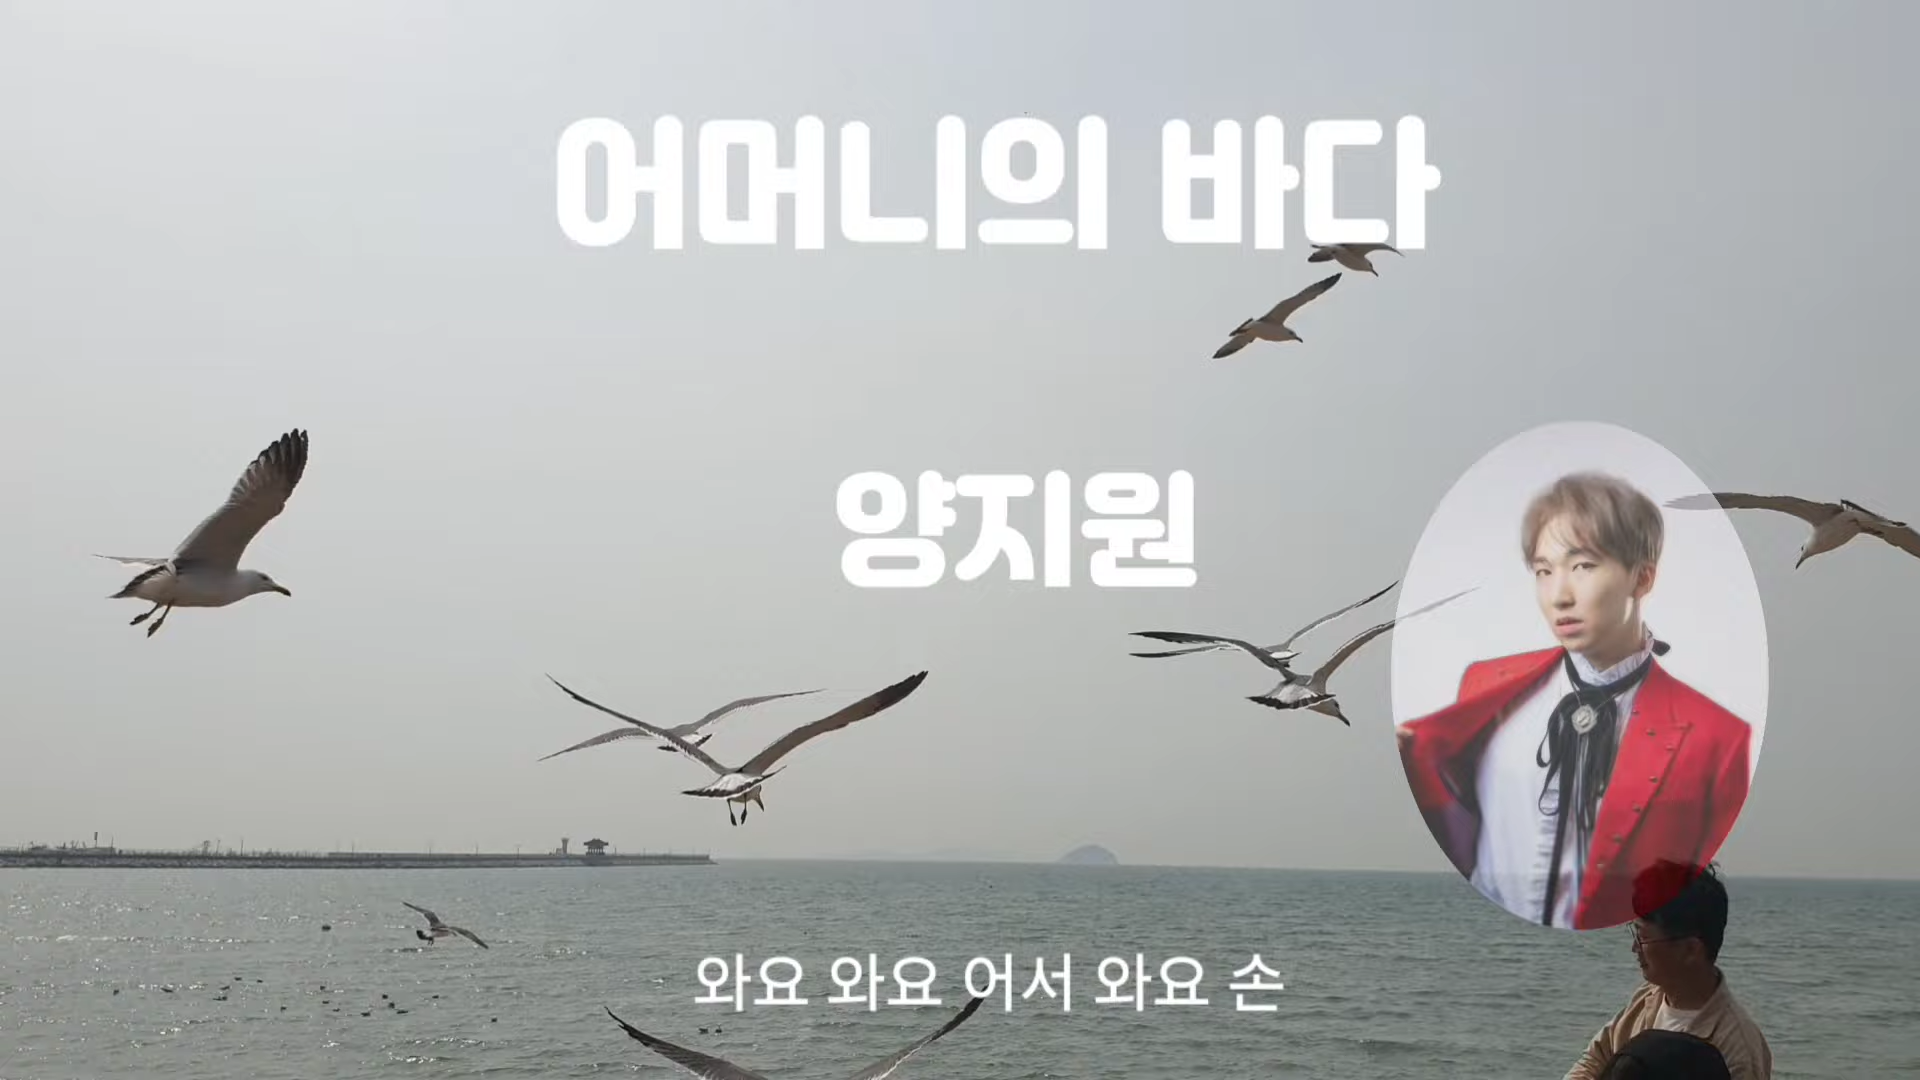 어머니의 바다
양지원
와요 와요 어서 와요 손